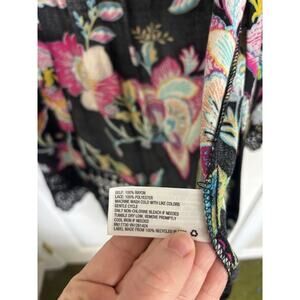 SELF: 100% RAYON
LACE: 100% POLYESTER
MACHINE WASH COLD WITH LIKE COLORS
GENTLE CYCLE
ONLY NON-CHLORINE BLEACH IF NEEDED
TUMBLE DRY LOW, REMOVE PROMPTLY
COOL IRON IF NEEDED
LABEL MADE FROM 100% RECYCLED